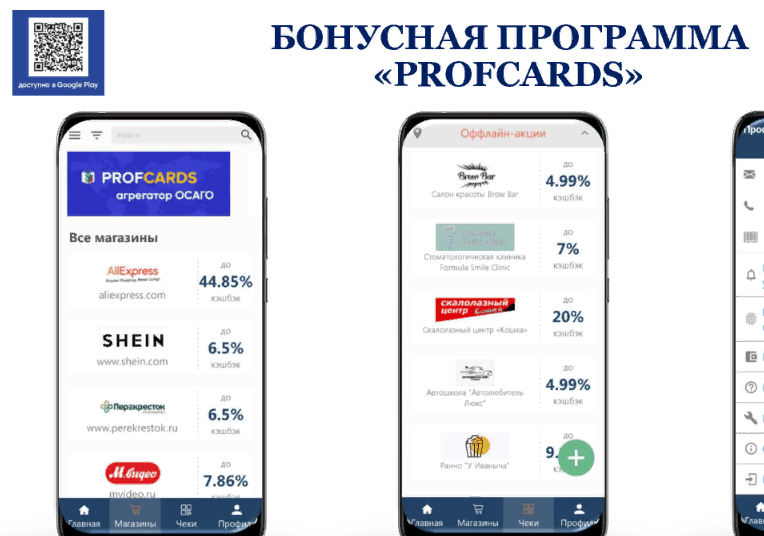 БОНУСНАЯ ПРОГРАММА
«PROFCARDS»
доступно в Google Play
Найти
PROFCARDS
агрегатор ОСАГО
Все магазины
AliExpress
aliexpress.com
до
44.85%
кэшбэк
SHEIN
www.shein.com
до
6.5%
кэшбэк
Перекресток
www.perekrestok.ru
до
6.5%
кэшбэк
М.видео
mvideo.ru
до
7.86%
кэшбэк
Главная Магазины Чеки Профиль
Оффлайн-акции
Brow Bar
Салон красоты Brow Bar
до
4.99%
кэшбэк
Стоматологическая клиника
Formula Smile Clinic
до
7%
кэшбэк
скалолазный
центр Кошка
Скалолазный центр «Кошка»
до
20%
кэшбэк
Автошкола "Автолюбитель
Люкс"
до
4.99%
кэшбэк
Ранчо "У Иваныча"
до
9.
Главная Магазины Чеки Профиль